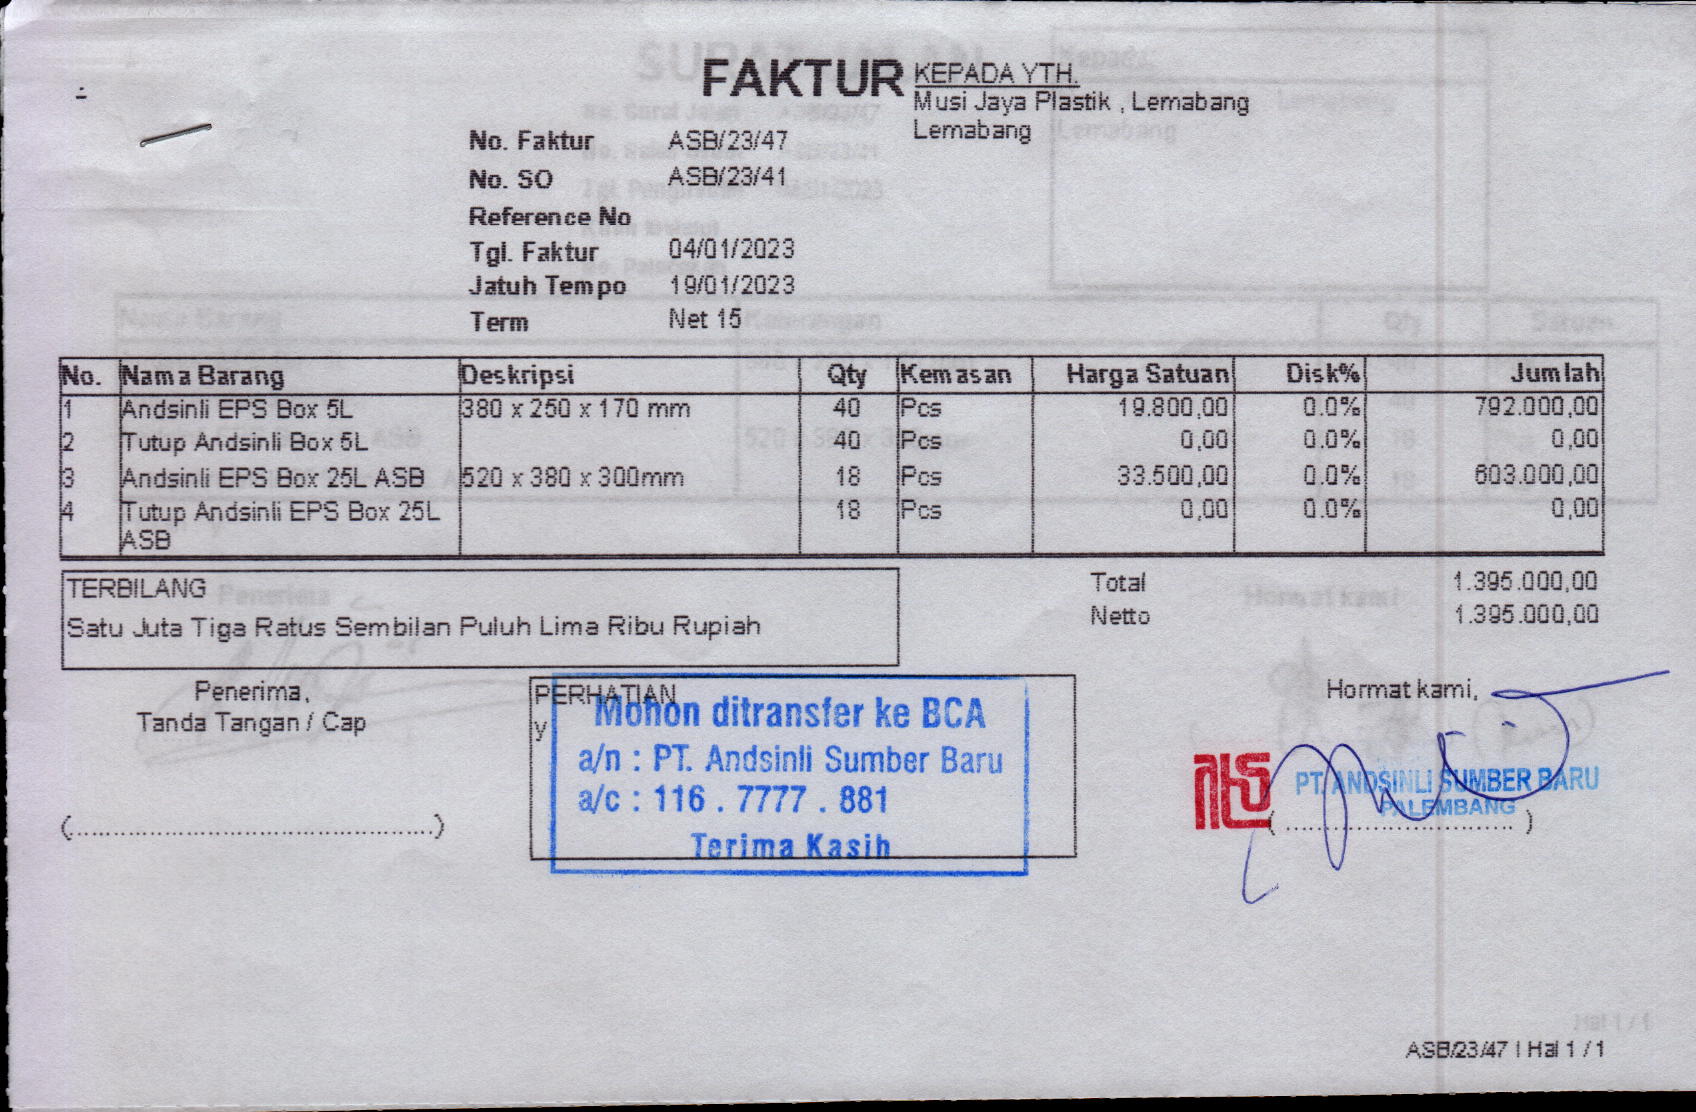 FAKTUR
KEPADA YTH.
Musi Jaya Plastik , Lemabang
Lemabang
No. Faktur ASB/23/47
No. SO ASB/23/41
Reference No
Tgl. Faktur 04/01/2023
Jatuh Tempo 19/01/2023
Term Net 15
No. Nama Barang Deskripsi Qty Kemasan Harga Satuan Disk% Jumlah
1 Andsinli EPS Box 5L 380 x 250 x 170 mm 40 Pcs 19.800,00 0.0% 792.000,00
2 Tutup Andsinli Box 5L 40 Pcs 0,00 0.0% 0,00
3 Andsinli EPS Box 25L ASB 520 x 380 x 300mm 18 Pcs 33.500,00 0.0% 603.000,00
4 Tutup Andsinli EPS Box 25L 18 Pcs 0,00 0.0% 0,00
ASB
TERBILANG
Satu Juta Tiga Ratus Sembilan Puluh Lima Ribu Rupiah
Total 1.395.000,00
Netto 1.395.000,00
Penerima,
Tanda Tangan / Cap
(..................................................)
PERHATIAN
y
Mohon ditransfer ke BCA
a/n : PT. Andsinli Sumber Baru
a/c : 116 . 7777 . 881
Terima Kasih
Hormat kami,
PT. ANDSINLI SUMBER BARU
PALEMBANG
( ................................ )
ASB/23/47 | Hal 1 / 1